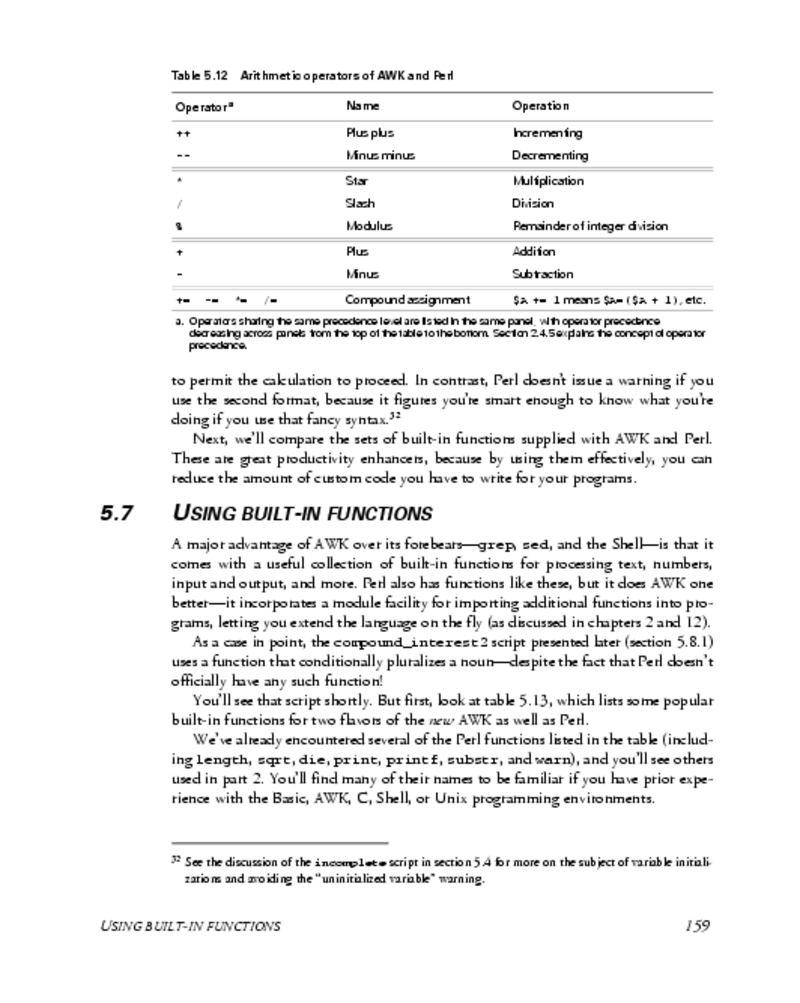 Table 5.12 Arithmetic operators of AWK and Perl
Operatorᵃ Name Operation
++ Plus plus Incrementing
-- Minus minus Decrementing
* Star Multiplication
/ Slash Division
% Modulus Remainder of integer division
+ Plus Addition
- Minus Subtraction
+= -= *= /= Compound assignment $a += 1 means $a=($a + 1), etc.
a. Operators sharing the same precedence level are listed in the same panel, with operator precedence
decreasing across panels from the top of the table to the bottom. Section 2.4.5 explains the concept of operator
precedence.
to permit the calculation to proceed. In contrast, Perl doesn't issue a warning if you
use the second format, because it figures you're smart enough to know what you're
doing if you use that fancy syntax.³²
Next, we'll compare the sets of built-in functions supplied with AWK and Perl.
These are great productivity enhancers, because by using them effectively, you can
reduce the amount of custom code you have to write for your programs.
5.7 USING BUILT-IN FUNCTIONS
A major advantage of AWK over its forebears—grep, sed, and the Shell—is that it
comes with a useful collection of built-in functions for processing text, numbers,
input and output, and more. Perl also has functions like these, but it does AWK one
better—it incorporates a module facility for importing additional functions into pro-
grams, letting you extend the language on the fly (as discussed in chapters 2 and 12).
As a case in point, the compound_interest2 script presented later (section 5.8.1)
uses a function that conditionally pluralizes a noun—despite the fact that Perl doesn't
officially have any such function!
You'll see that script shortly. But first, look at table 5.13, which lists some popular
built-in functions for two flavors of the new AWK as well as Perl.
We've already encountered several of the Perl functions listed in the table (includ-
ing length, sqrt, die, print, printf, substr, and warn), and you'll see others
used in part 2. You'll find many of their names to be familiar if you have prior expe-
rience with the Basic, AWK, C, Shell, or Unix programming environments.
³² See the discussion of the incomplete script in section 5.4 for more on the subject of variable initiali-
zations and avoiding the "uninitialized variable" warning.
USING BUILT-IN FUNCTIONS 159